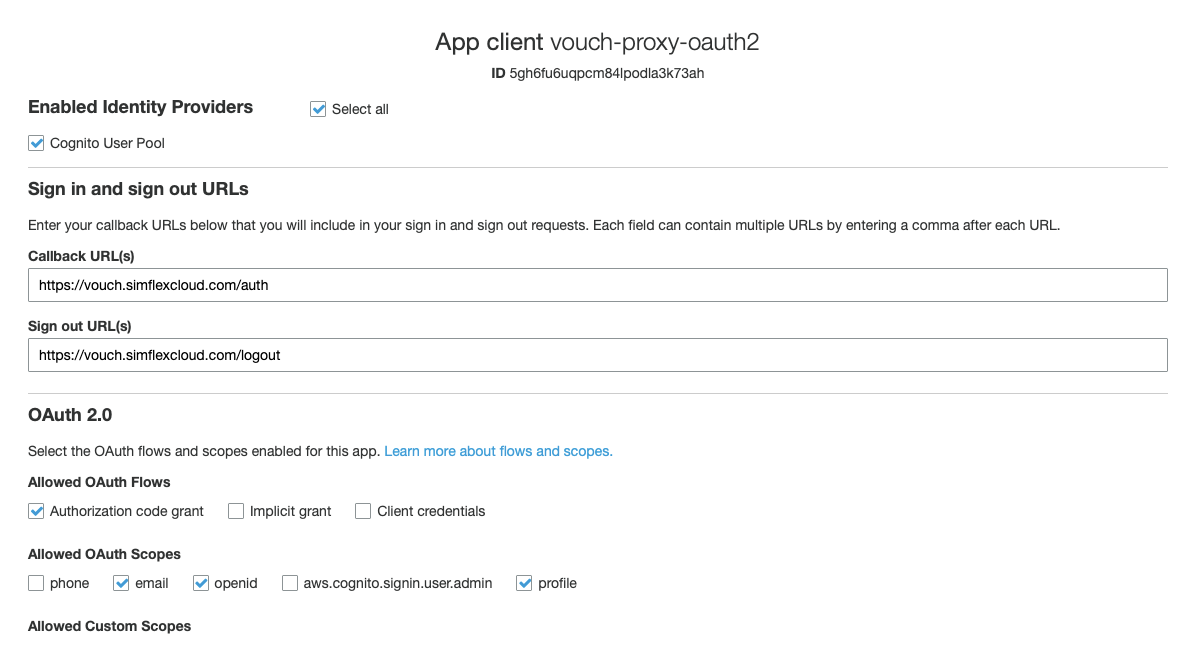 App client vouch-proxy-oauth2
ID 5gh6fu6uqpcm84lpodla3k73ah
Enabled Identity Providers Select all
Cognito User Pool
Sign in and sign out URLs
Enter your callback URLs below that you will include in your sign in and sign out requests. Each field can contain multiple URLs by entering a comma after each URL.
Callback URL(s)
https://vouch.simflexcloud.com/auth
Sign out URL(s)
https://vouch.simflexcloud.com/logout
OAuth 2.0
Select the OAuth flows and scopes enabled for this app. Learn more about flows and scopes.
Allowed OAuth Flows
Authorization code grant Implicit grant Client credentials
Allowed OAuth Scopes
phone email openid aws.cognito.signin.user.admin profile
Allowed Custom Scopes